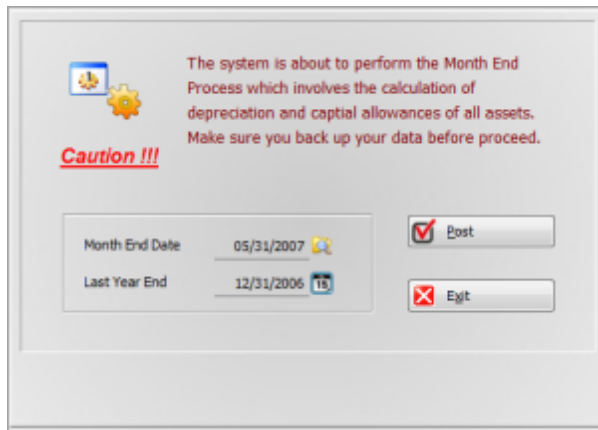 The system is about to perform the Month End
Process which involves the calculation of
depreciation and captial allowances of all assets.
Make sure you back up your data before proceed.
Caution !!!
Month End Date 05/31/2007
Last Year End 12/31/2006 15
Post
Exit